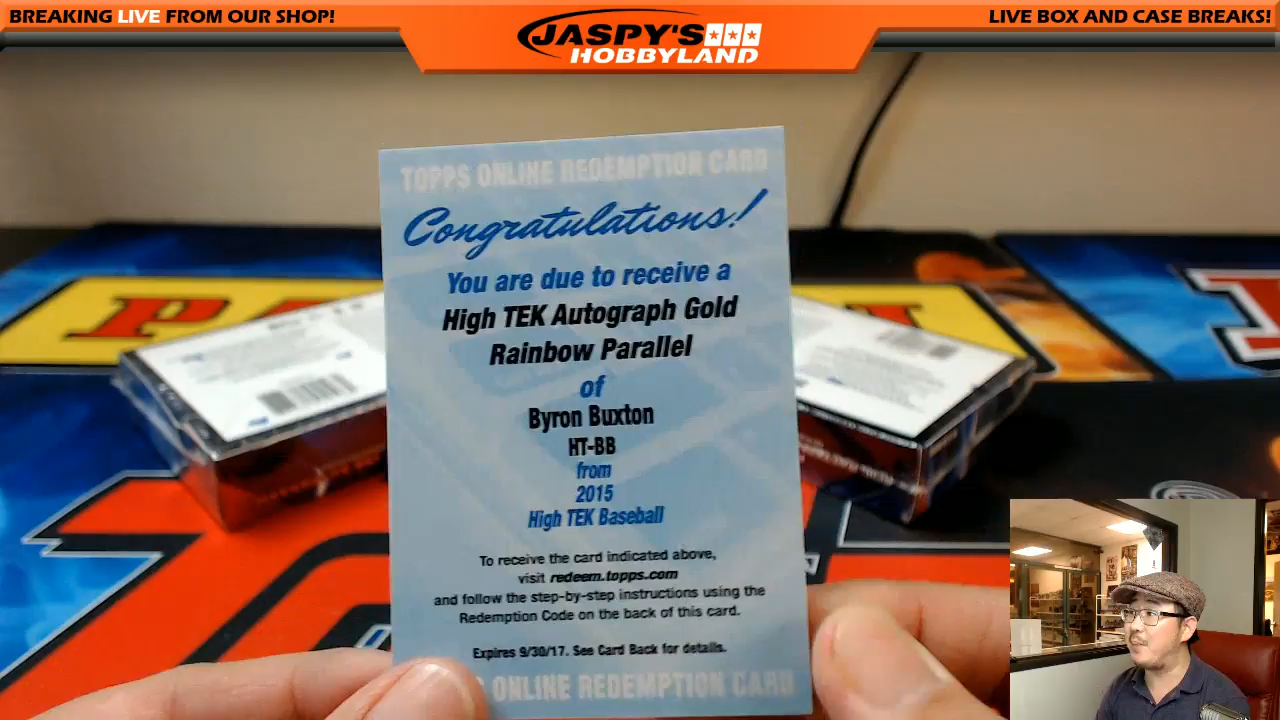 BREAKING LIVE FROM OUR SHOP!
JASPY'S
HOBBYLAND
LIVE BOX AND CASE BREAKS!
TOPPS ONLINE REDEMPTION CARD
Congratulations!
You are due to receive a
High TEK Autograph Gold
Rainbow Parallel
of
Byron Buxton
HT-BB
from
2015
High TEK Baseball
To receive the card indicated above,
visit redeem.topps.com
and follow the step-by-step instructions using the
Redemption Code on the back of this card.
Expires 9/30/17. See Card Back for details.
ONLINE REDEMPTION CARD